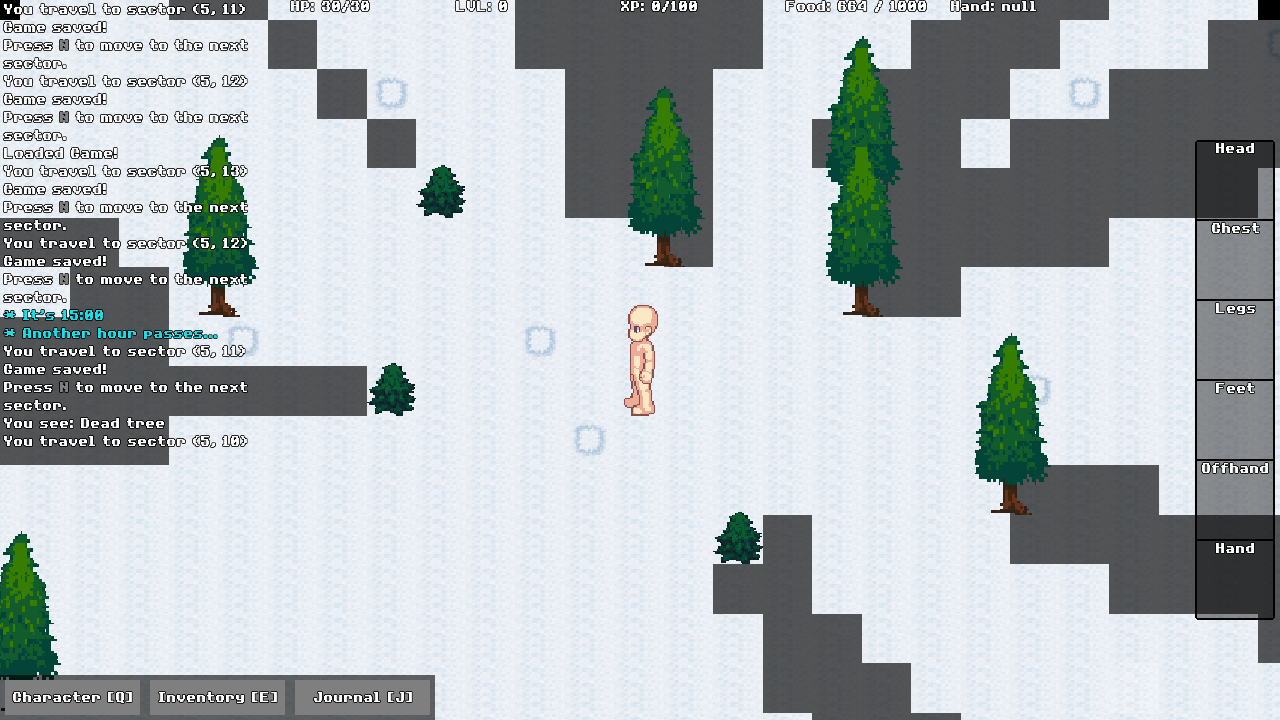 You travel to sector (5, 11)
Game saved!
Press N to move to the next
sector.
You travel to sector (5, 12)
Game saved!
Press N to move to the next
sector.
Loaded Game!
You travel to sector (5, 13)
Game saved!
Press N to move to the next
sector.
You travel to sector (5, 12)
Game saved!
Press N to move to the next
sector.
* It's 15:00
* Another hour passes...
You travel to sector (5, 11)
Game saved!
Press N to move to the next
sector.
You see: Dead tree
You travel to sector (5, 10)
HP: 30/30
LVL: 0
XP: 0/100
Food: 664 / 1000
Hand: null
Head
Chest
Legs
Feet
Offhand
Hand
Character [Q]
Inventory [E]
Journal [J]